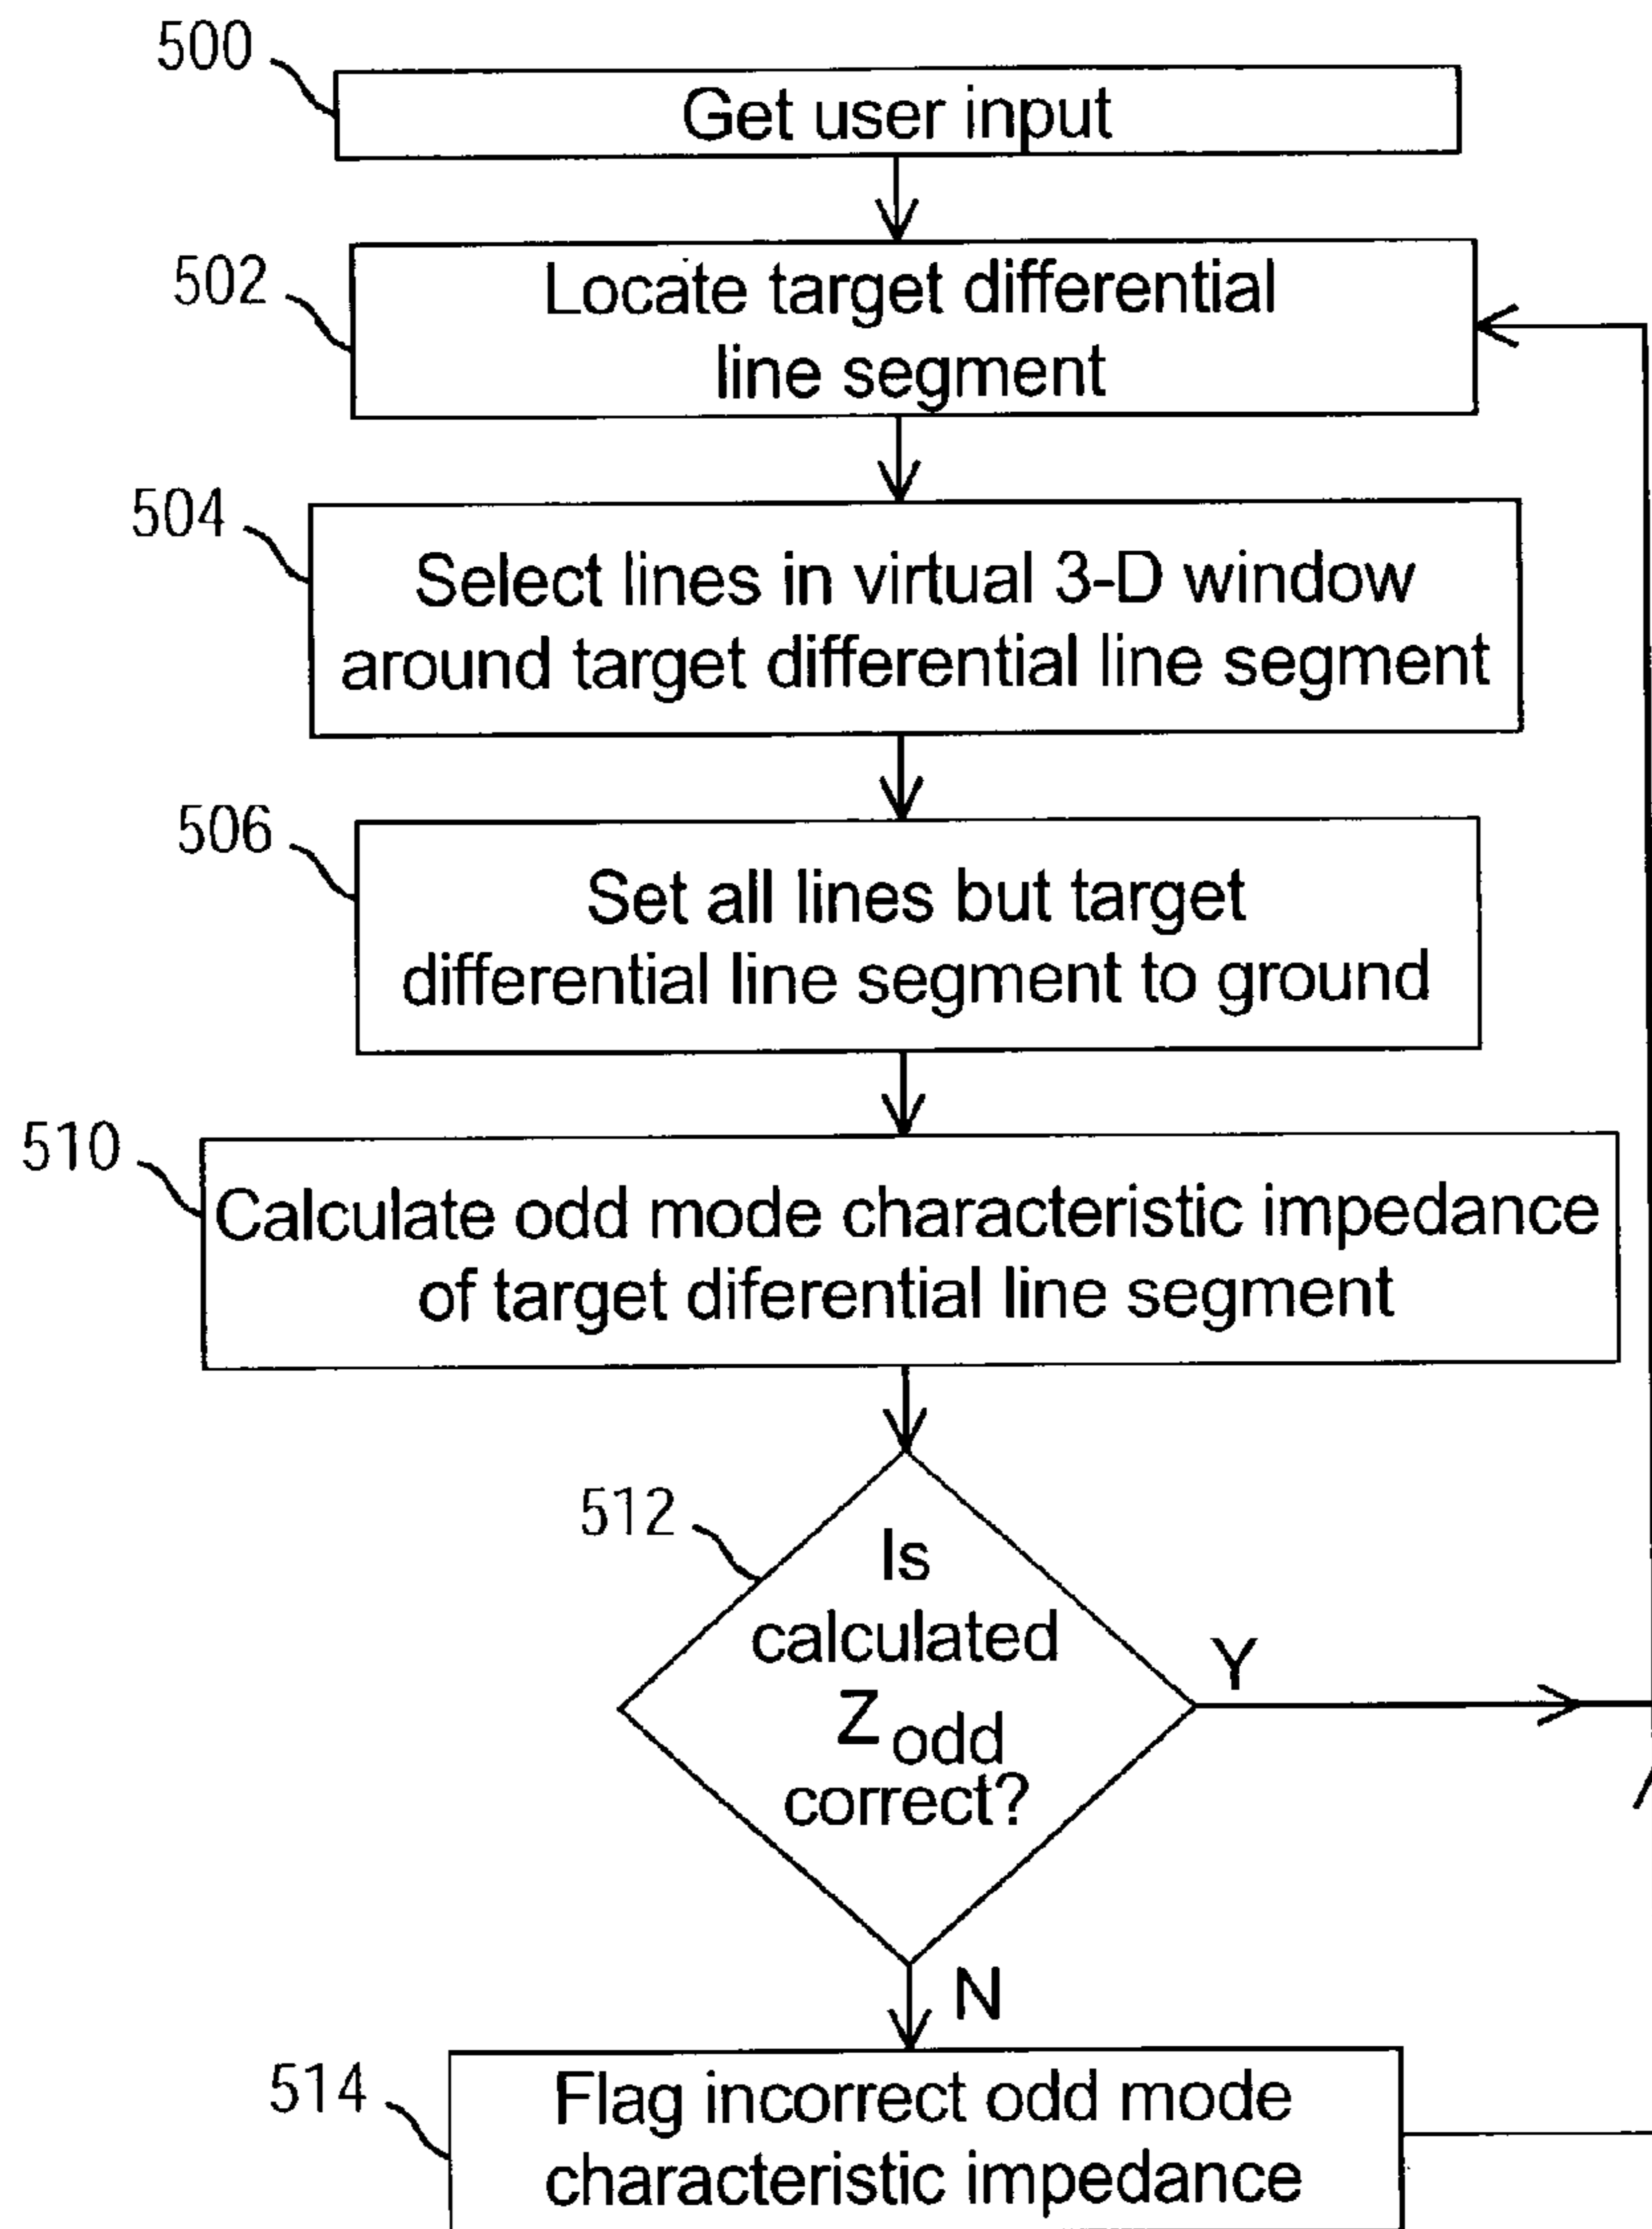 500
Get user input
502
Locate target differential
line segment
504
Select lines in virtual 3-D window
around target differential line segment
506
Set all lines but target
differential line segment to ground
510
Calculate odd mode characteristic impedance
of target diferential line segment
512
Is
calculated
Z odd
correct?
Y
N
514
Flag incorrect odd mode
characteristic impedance